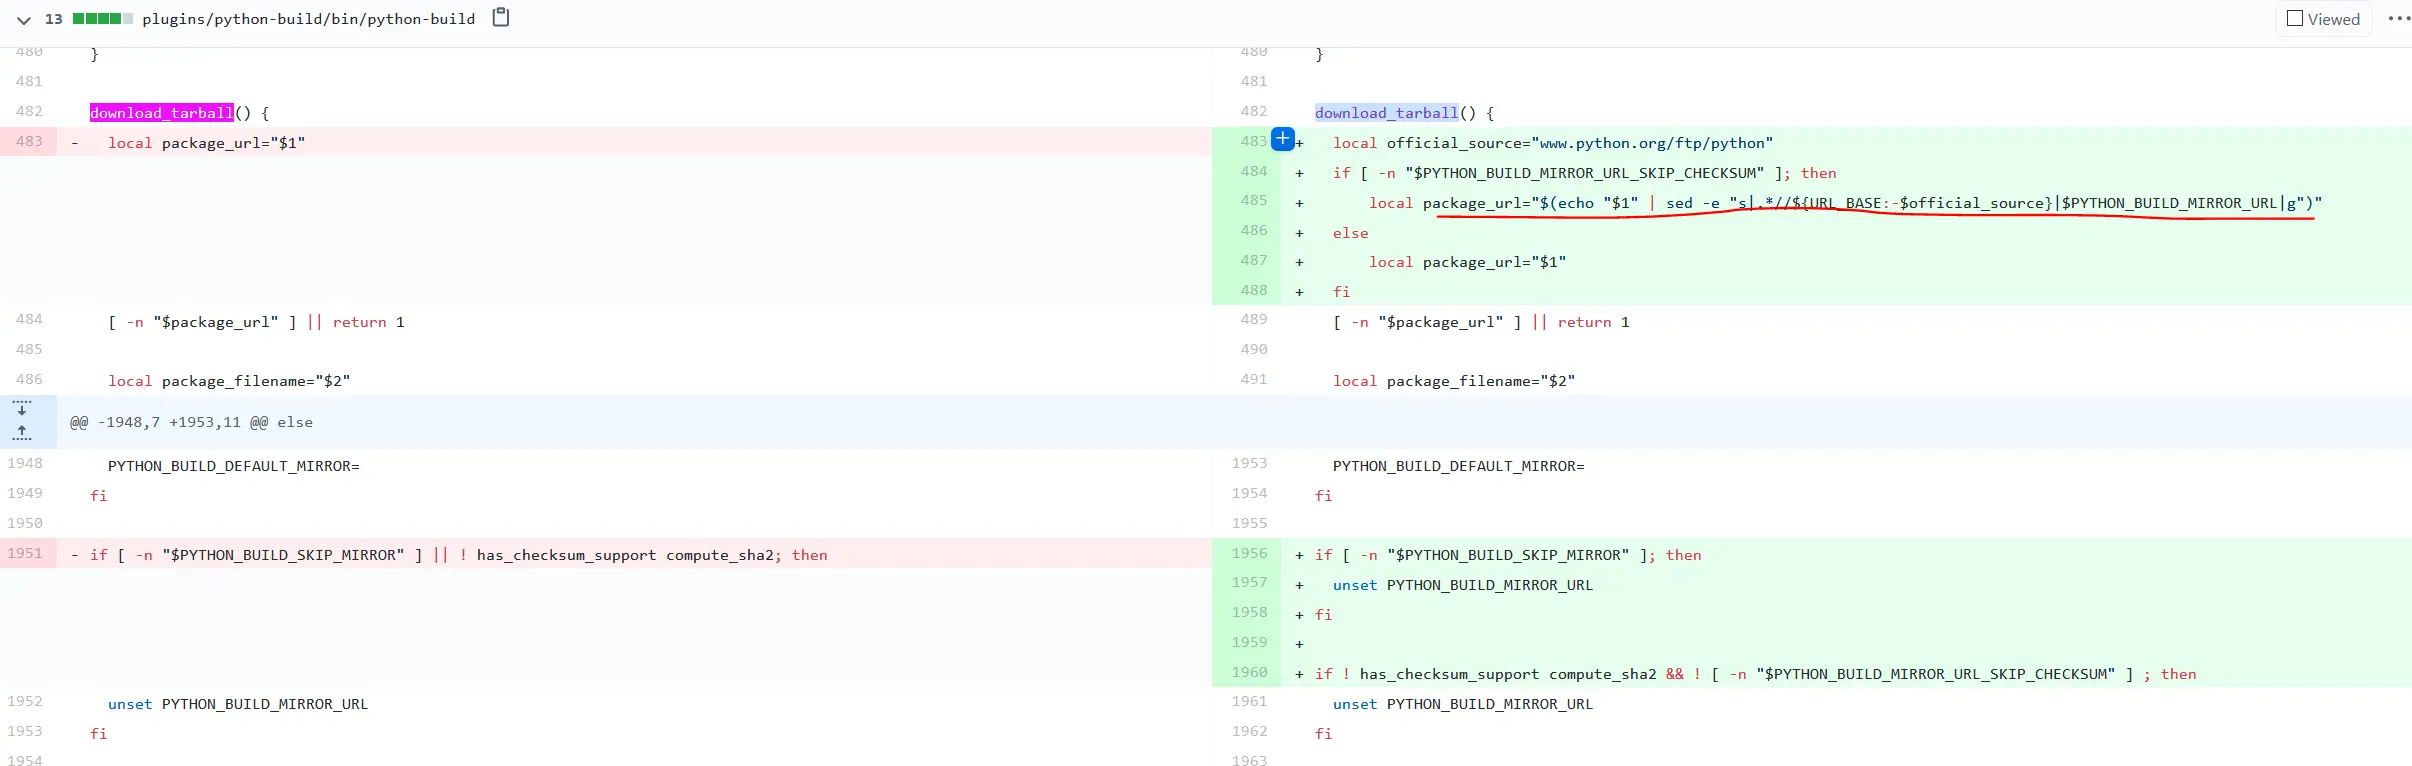 13 plugins/python-build/bin/python-build Viewed
480 } 480 }
481 481
482 download_tarball() { 482 download_tarball() {
483 - local package_url="$1" 483 + local official_source="www.python.org/ftp/python"
484 + if [ -n "$PYTHON_BUILD_MIRROR_URL_SKIP_CHECKSUM" ]; then
485 + local package_url="$(echo "$1" | sed -e "s|.*//${URL_BASE:-$official_source}|$PYTHON_BUILD_MIRROR_URL|g")"
486 + else
487 + local package_url="$1"
488 + fi
484 [ -n "$package_url" ] || return 1 489 [ -n "$package_url" ] || return 1
485 490
486 local package_filename="$2" 491 local package_filename="$2"
@@ -1948,7 +1953,11 @@ else
1948 PYTHON_BUILD_DEFAULT_MIRROR= 1953 PYTHON_BUILD_DEFAULT_MIRROR=
1949 fi 1954 fi
1950 1955
1951 - if [ -n "$PYTHON_BUILD_SKIP_MIRROR" ] || ! has_checksum_support compute_sha2; then 1956 + if [ -n "$PYTHON_BUILD_SKIP_MIRROR" ]; then
1957 + unset PYTHON_BUILD_MIRROR_URL
1958 + fi
1959 +
1960 + if ! has_checksum_support compute_sha2 && ! [ -n "$PYTHON_BUILD_MIRROR_URL_SKIP_CHECKSUM" ] ; then
1952 unset PYTHON_BUILD_MIRROR_URL 1961 unset PYTHON_BUILD_MIRROR_URL
1953 fi 1962 fi
1954 1963